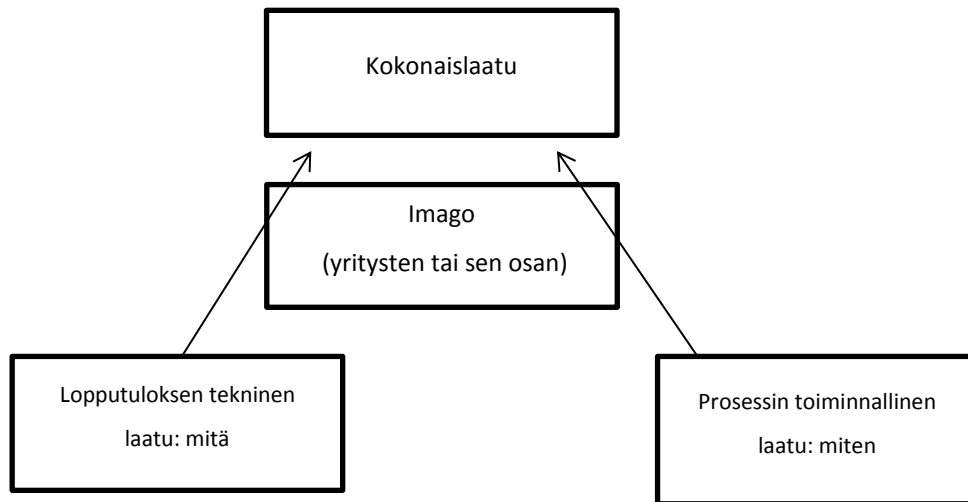 Kokonaislaatu
Imago
(yritysten tai sen osan)
Lopputuloksen tekninen
laatu: mitä
Prosessin toiminnallinen
laatu: miten